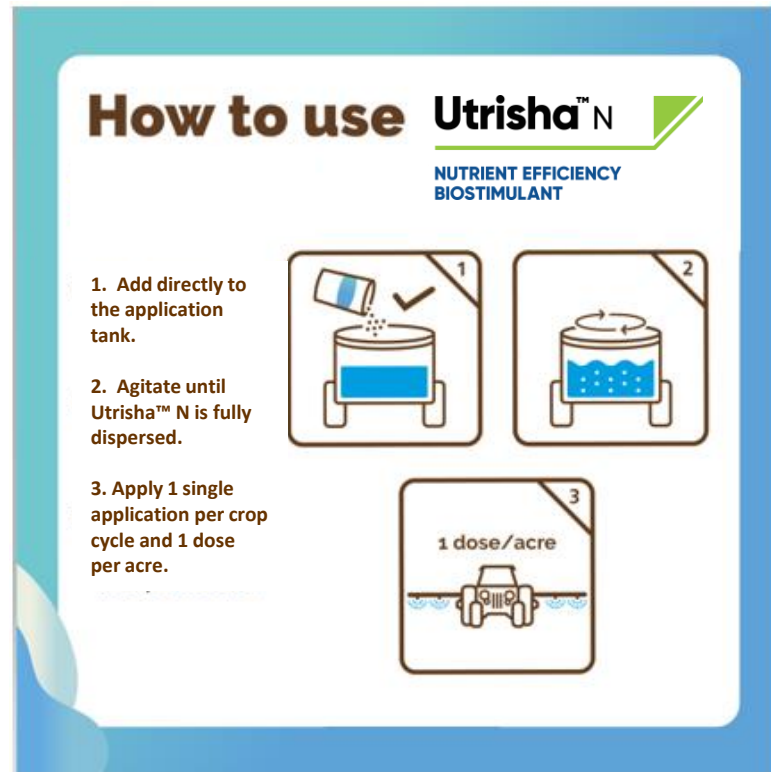 How to use
Utrisha™ N
NUTRIENT EFFICIENCY
BIOSTIMULANT
1. Add directly to
the application
tank.
2. Agitate until
Utrisha™ N is fully
dispersed.
3. Apply 1 single
application per crop
cycle and 1 dose
per acre.
1
2
3
1 dose/acre